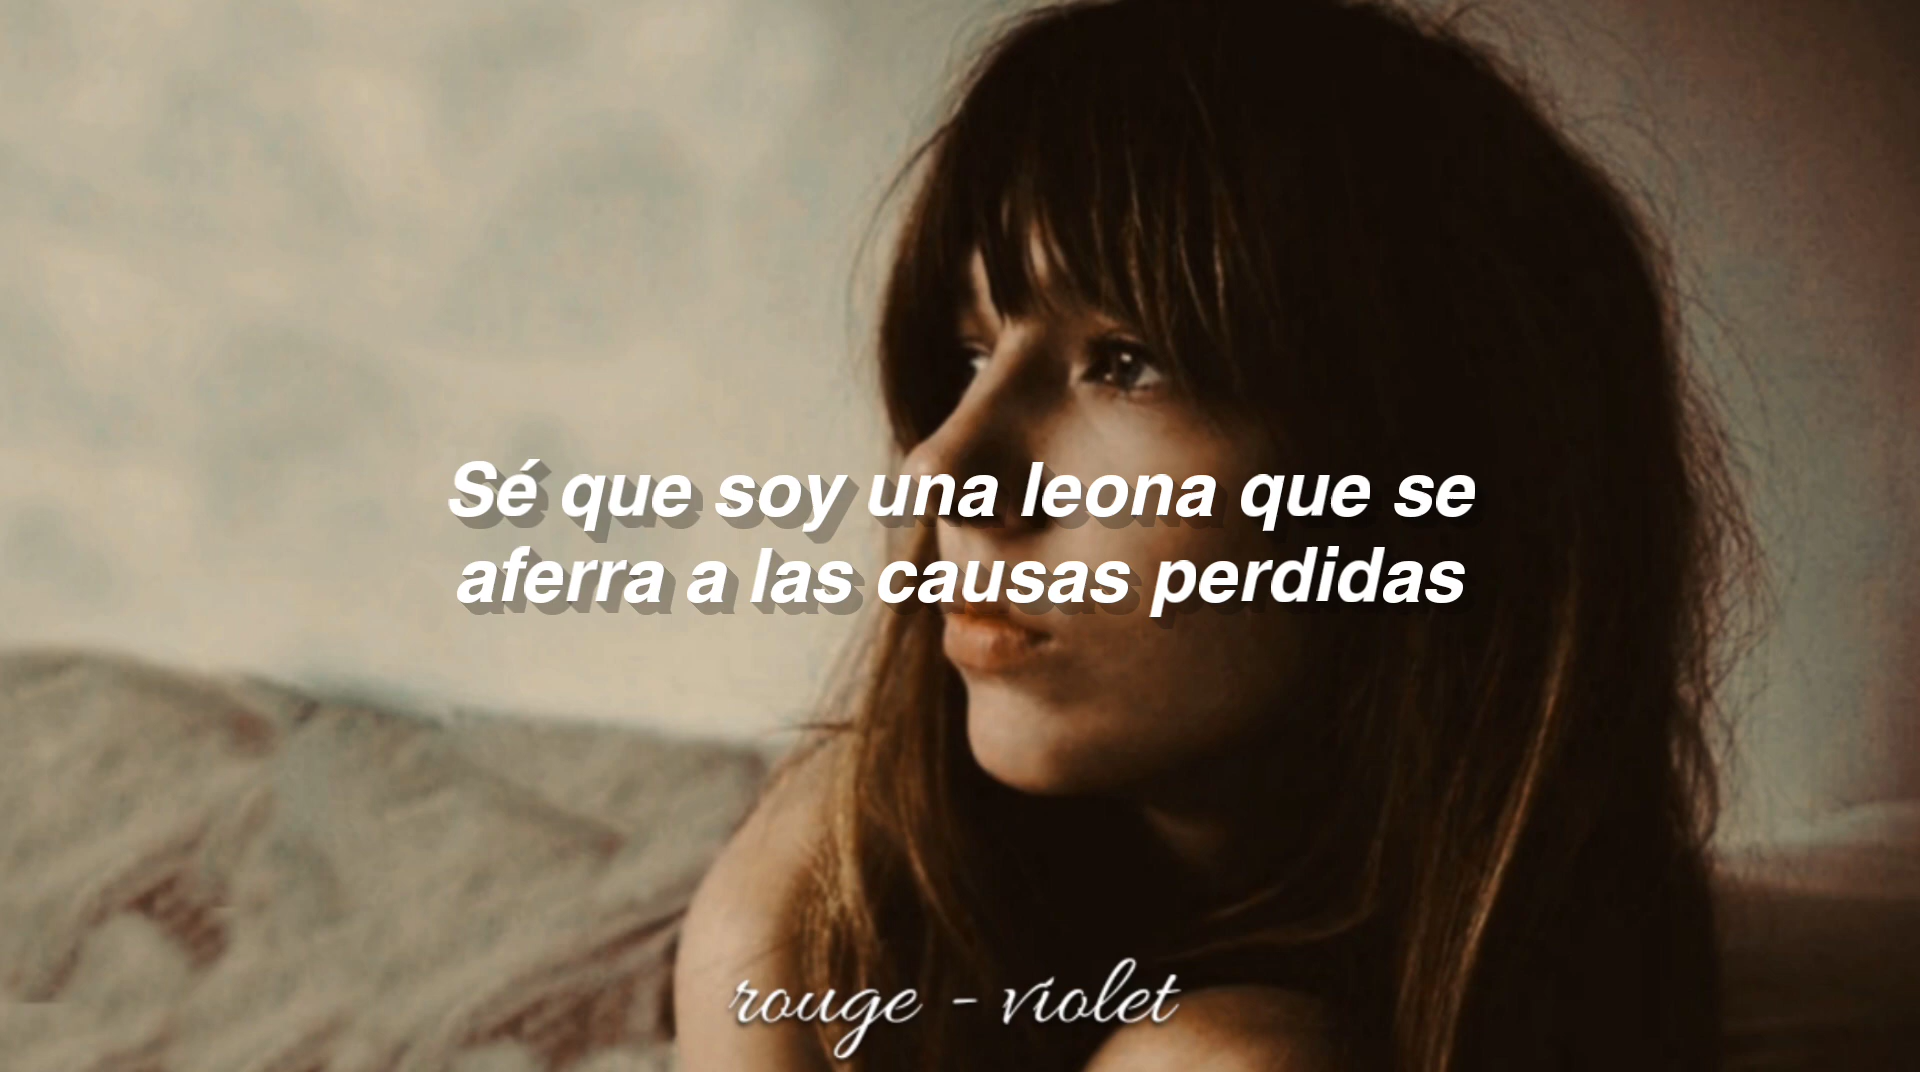 Sé que soy una leona que se
aferra a las causas perdidas
rouge - violet